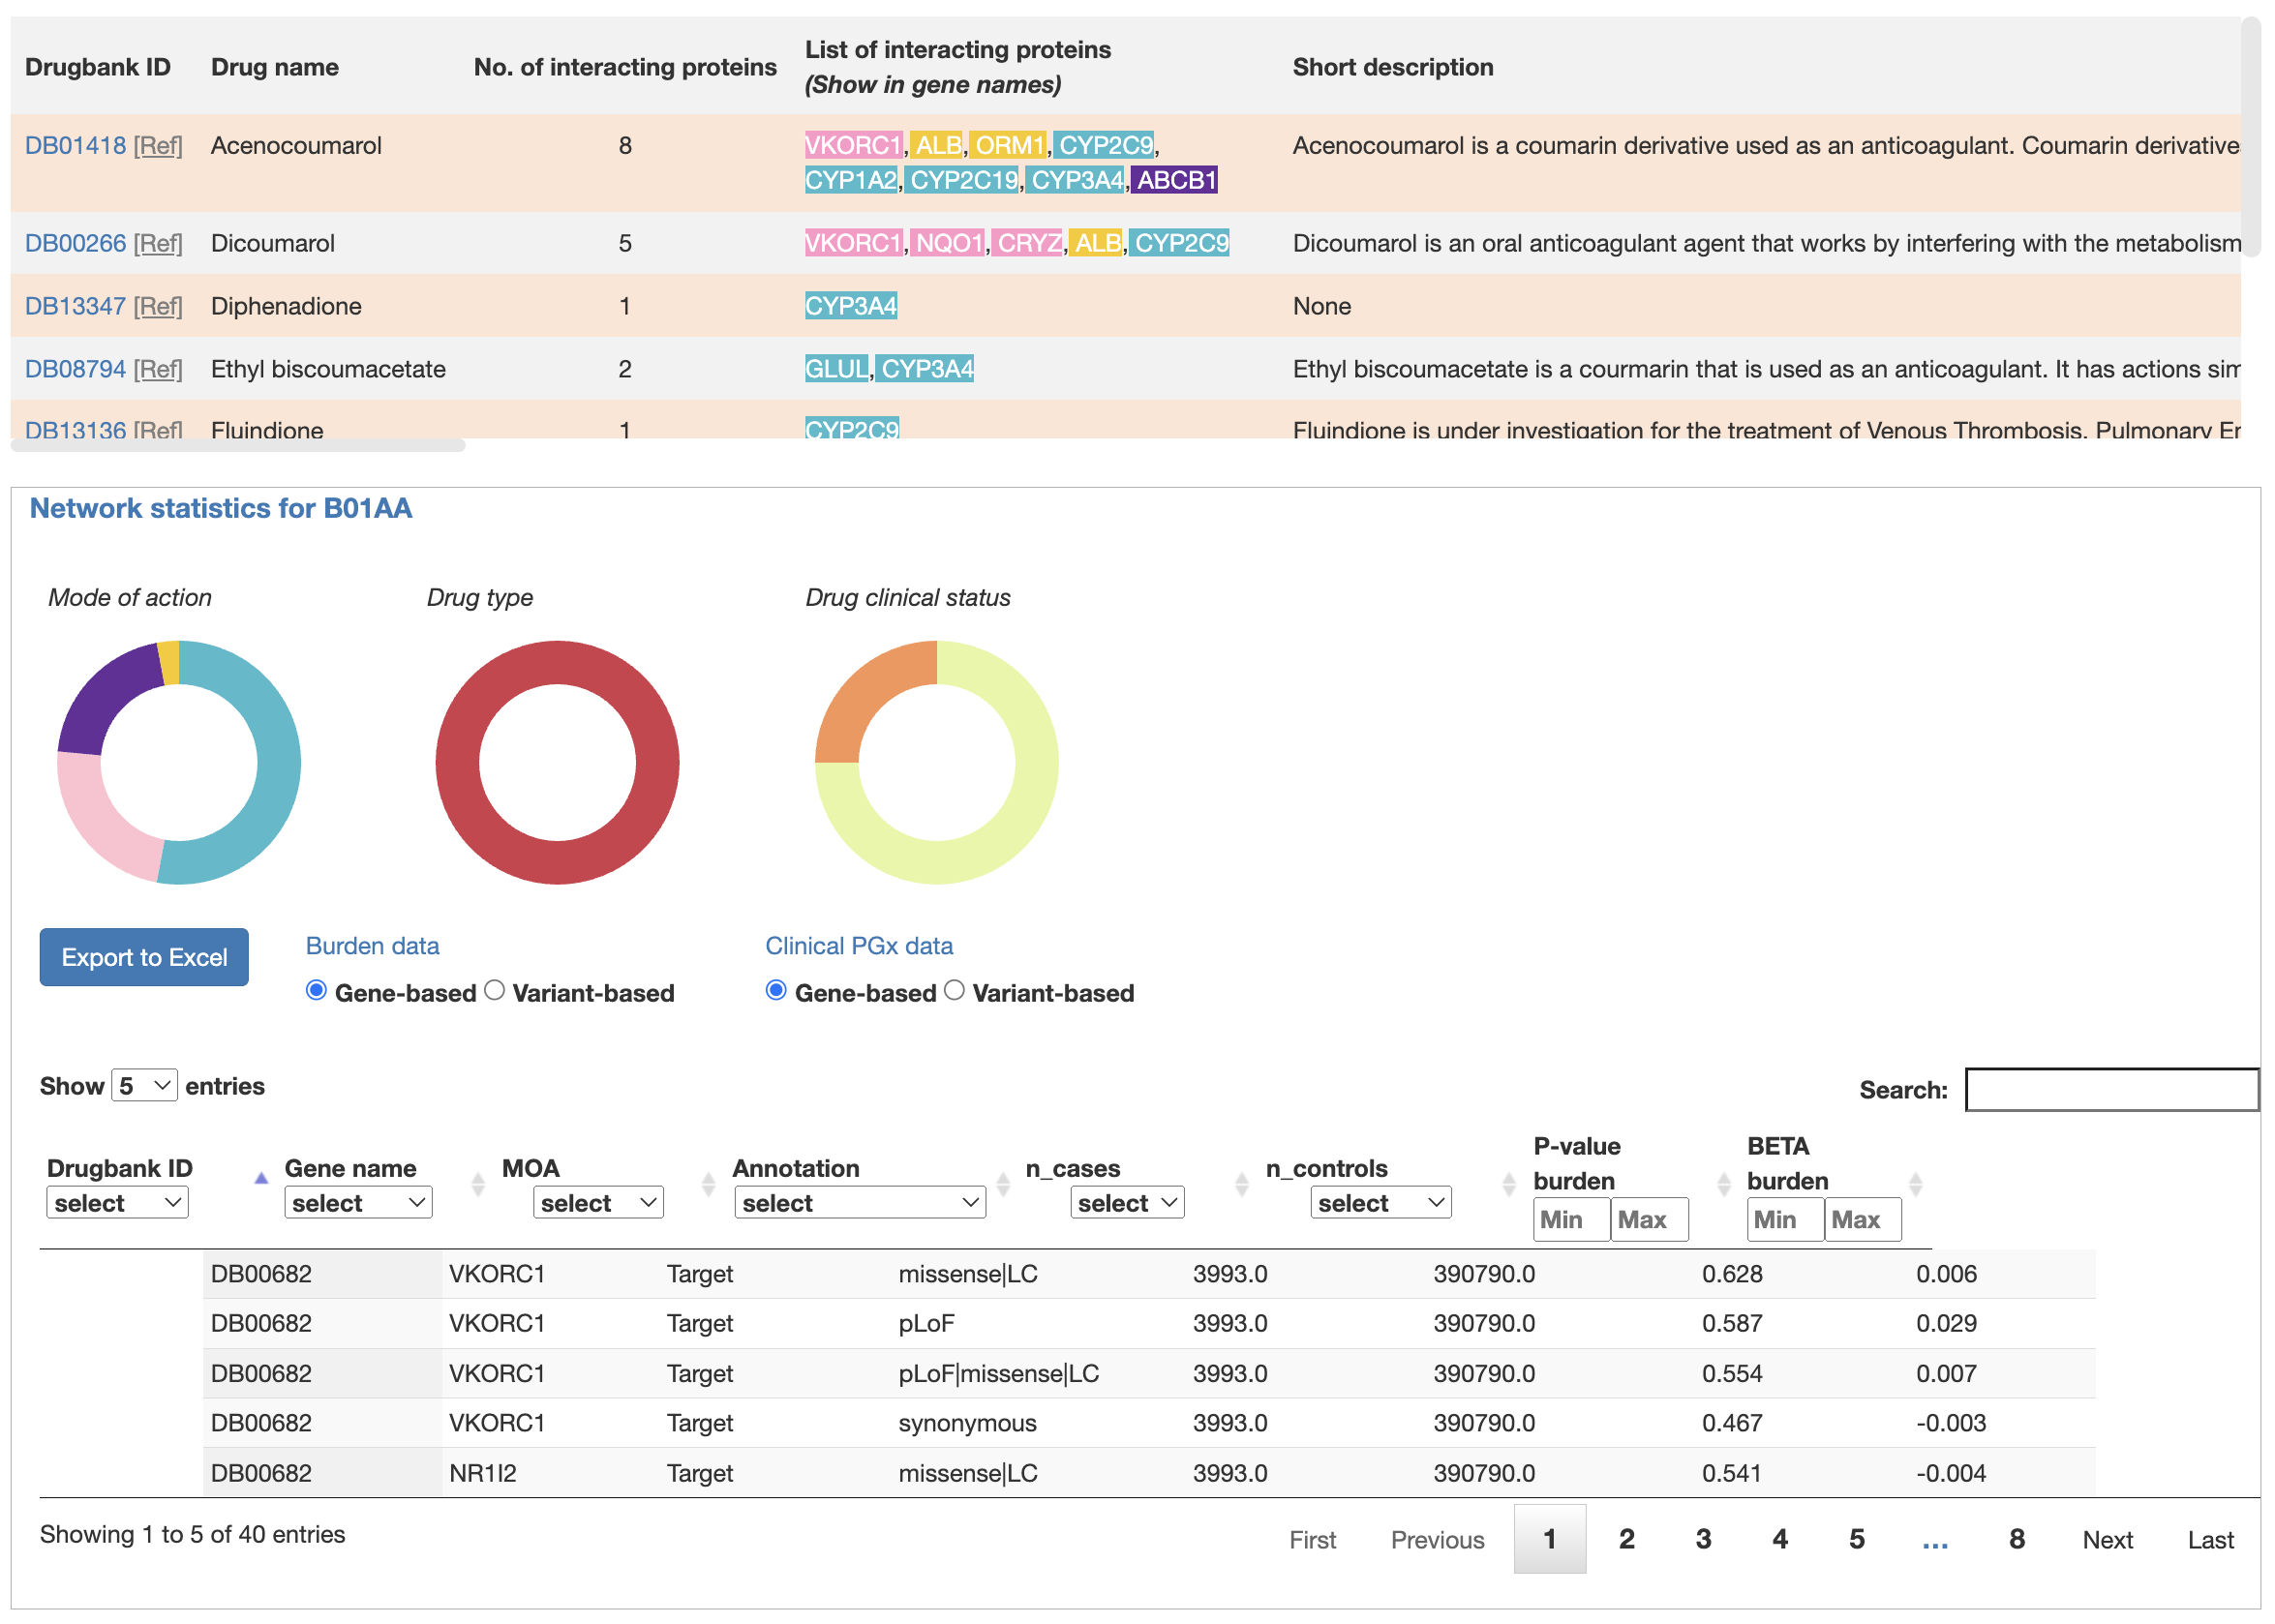 Drugbank ID Drug name No. of interacting proteins List of interacting proteins (Show in gene names) Short description
DB01418 [Ref] Acenocoumarol 8 VKORC1, ALB, ORM1, CYP2C9, Acenocoumarol is a coumarin derivative used as an anticoagulant. Coumarin derivative
CYP1A2, CYP2C19, CYP3A4, ABCB1
DB00266 [Ref] Dicoumarol 5 VKORC1, NQO1, CRYZ, ALB, CYP2C9 Dicoumarol is an oral anticoagulant agent that works by interfering with the metabolism
DB13347 [Ref] Diphenadione 1 CYP3A4 None
DB08794 [Ref] Ethyl biscoumacetate 2 GLUL, CYP3A4 Ethyl biscoumacetate is a courmarin that is used as an anticoagulant. It has actions sim
DB13136 [Ref] Fluindione 1 CYP2C9 Fluindione is under investigation for the treatment of Venous Thrombosis, Pulmonary Er
Network statistics for B01AA
Mode of action Drug type Drug clinical status
Export to Excel Burden data Clinical PGx data
Gene-based Variant-based Gene-based Variant-based
Show 5 entries Search:
Drugbank ID Gene name MOA Annotation n_cases n_controls P-value burden BETA burden
select select select select select select Min Max Min Max
DB00682 VKORC1 Target missense|LC 3993.0 390790.0 0.628 0.006
DB00682 VKORC1 Target pLoF 3993.0 390790.0 0.587 0.029
DB00682 VKORC1 Target pLoF|missense|LC 3993.0 390790.0 0.554 0.007
DB00682 VKORC1 Target synonymous 3993.0 390790.0 0.467 -0.003
DB00682 NR1I2 Target missense|LC 3993.0 390790.0 0.541 -0.004
Showing 1 to 5 of 40 entries First Previous 1 2 3 4 5 ... 8 Next Last